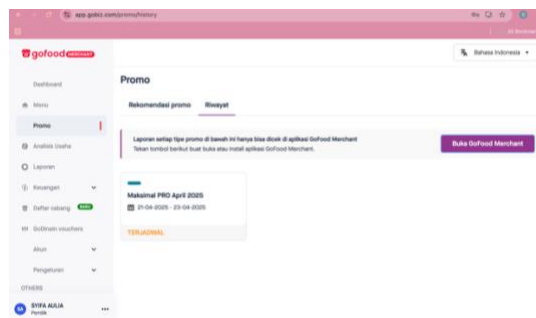 app.gobiz.com/promo/history
gofood MERCHANT
Bahasa Indonesia
Dashboard
Menu
Promo
Analisis Usaha
Laporan
Keuangan
Daftar cabang BARU
GoDinein vouchers
Akun
Pengaturan
OTHERS
SA SYIFA AULIA
Pemilik
Promo
Rekomendasi promo Riwayat
Laporan setiap tipe promo di bawah ini hanya bisa dicek di aplikasi GoFood Merchant
Tekan tombol berikut buat buka atau install aplikasi GoFood Merchant.
Buka GoFood Merchant
Maksimal PRO April 2025
21-04-2025 - 23-04-2025
TERJADWAL